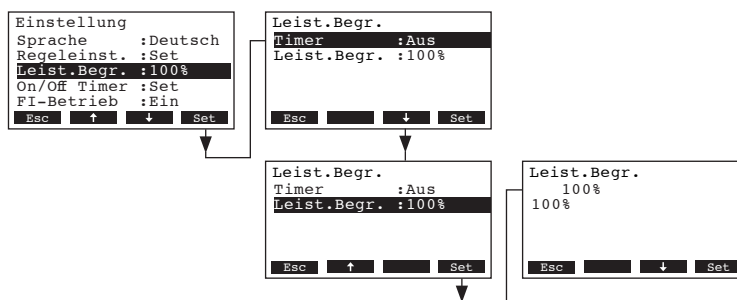 Einstellung
Sprache :Deutsch
Regeleinst. :Set
Leist.Begr. :100%
On/Off Timer :Set
FI-Betrieb :Ein
Esc ↑ ↓ Set
Leist.Begr.
Timer :Aus
Leist.Begr. :100%
Esc ↓ Set
Leist.Begr.
Timer :Aus
Leist.Begr. :100%
Esc ↑ Set
Leist.Begr.
100%
100%
Esc ↓ Set